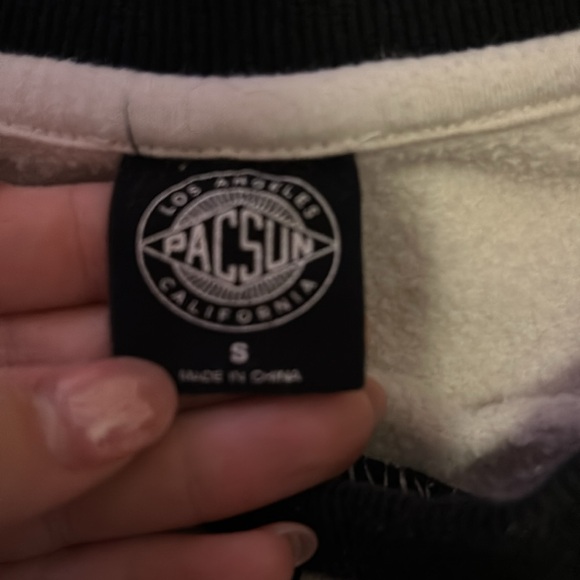 LOS ANGELES
PACSUN
CALIFORNIA
S
MADE IN CHINA